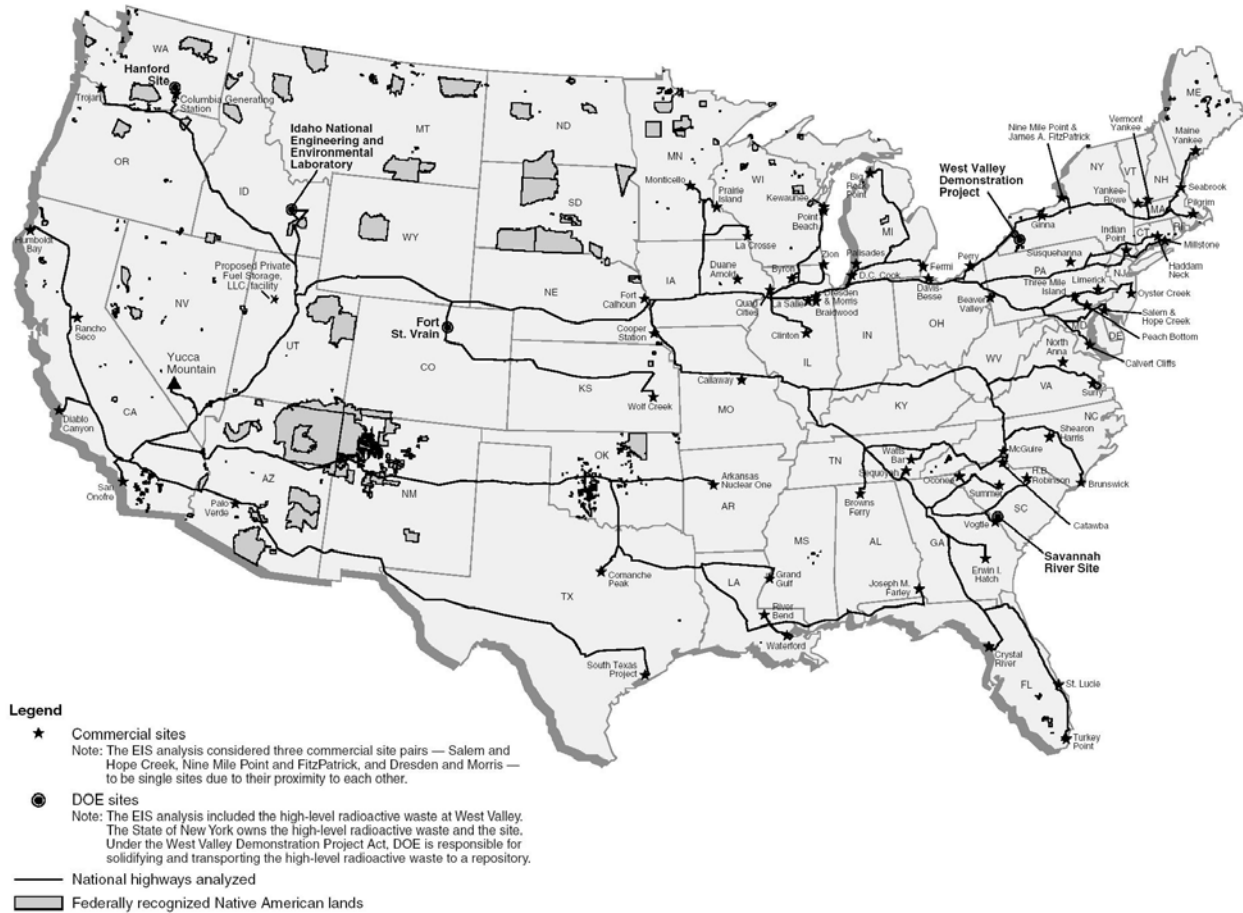 WA
Hanford
Site
Trojan
Columbia Generating
Station
Idaho National
Engineering and
Environmental
Laboratory
MT
ND
MN
Monticello
Prairie
Island
WI
Kewaunee
Point
Beach
Big
Rock
Point
MI
Nine Mile Point &
James A. FitzPatrick
Vermont
Yankee
ME
Maine
Yankee
West Valley
Demonstration
Project
NY
VT
NH
Yankee-
Rowe
MA
Seabrook
Pilgrim
OR
ID
SD
WY
La Crosse
Ginna
Indian
Point
CT
RI
Millstone
Haddam
Neck
Humboldt
Bay
NV
Proposed Private
Fuel Storage,
LLC, facility
NE
IA
Duane
Arnold
Byron
Zion
Palisades
D.C. Cook
Fermi
Davis-
Besse
Perry
Susquehanna
PA
Three Mile
Island
Limerick
NJ
Oyster Creek
Beaver
Valley
Salem &
Hope Creek
Peach Bottom
MD
DE
Calvert Cliffs
Rancho
Seco
Yucca
Mountain
UT
Fort
St. Vrain
CO
Fort
Calhoun
Cooper
Station
Quad
Cities
La Salle
Dresden
& Morris
Braidwood
Clinton
IL
IN
OH
WV
North
Anna
VA
Surry
KS
Wolf Creek
Callaway
MO
KY
NC
Shearon
Harris
CA
Diablo
Canyon
San
Onofre
AZ
Palo
Verde
NM
OK
Arkansas
Nuclear One
AR
TN
Watts
Bar
Sequoyah
Browns
Ferry
McGuire
Oconee
Summer
H.B.
Robinson
Brunswick
SC
Catawba
Vogtle
Savannah
River Site
TX
Comanche
Peak
LA
Grand
Gulf
River
Bend
Waterford
MS
AL
GA
Joseph M.
Farley
Erwin I.
Hatch
South Texas
Project
Crystal
River
FL
St. Lucie
Turkey
Point
Legend
Commercial sites
Note: The EIS analysis considered three commercial site pairs — Salem and
Hope Creek, Nine Mile Point and FitzPatrick, and Dresden and Morris —
to be single sites due to their proximity to each other.
DOE sites
Note: The EIS analysis included the high-level radioactive waste at West Valley.
The State of New York owns the high-level radioactive waste and the site.
Under the West Valley Demonstration Project Act, DOE is responsible for
solidifying and transporting the high-level radioactive waste to a repository.
National highways analyzed
Federally recognized Native American lands